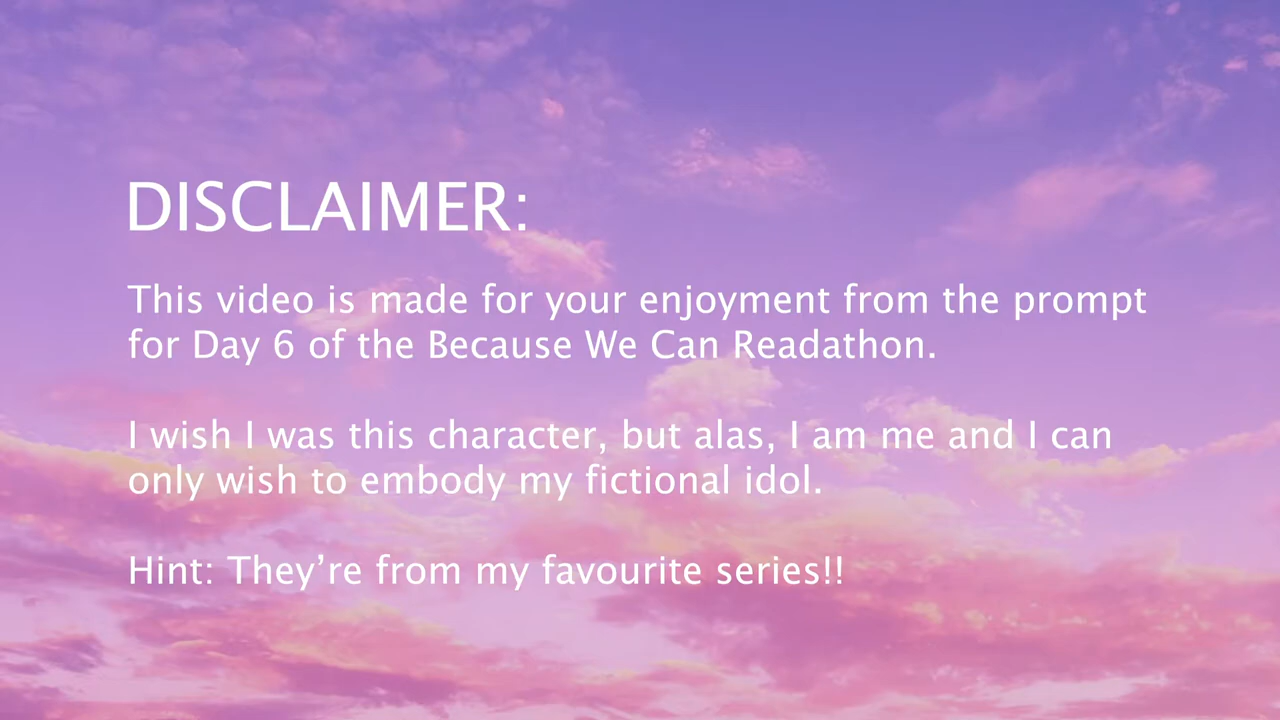 DISCLAIMER:
This video is made for your enjoyment from the prompt
for Day 6 of the Because We Can Readathon.
I wish I was this character, but alas, I am me and I can
only wish to embody my fictional idol.
Hint: They’re from my favourite series!!